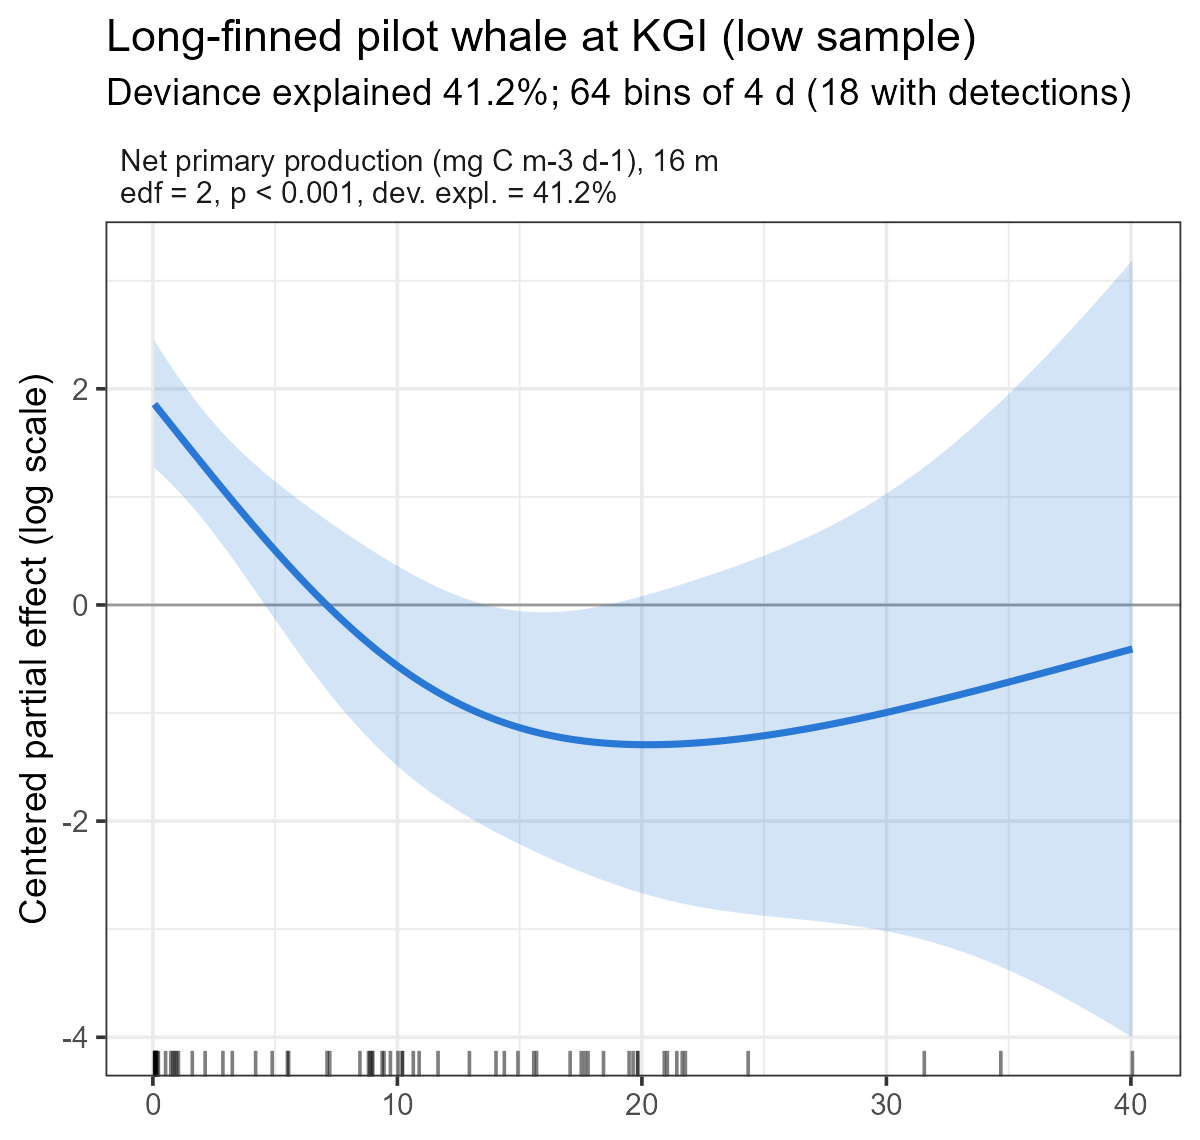 Long-finned pilot whale at KGI (low sample)
Deviance explained 41.2%; 64 bins of 4 d (18 with detections)
Net primary production (mg C m-3 d-1), 16 m
edf = 2, p < 0.001, dev. expl. = 41.2%
Centered partial effect (log scale)
2
0
-2
-4
0 10 20 30 40